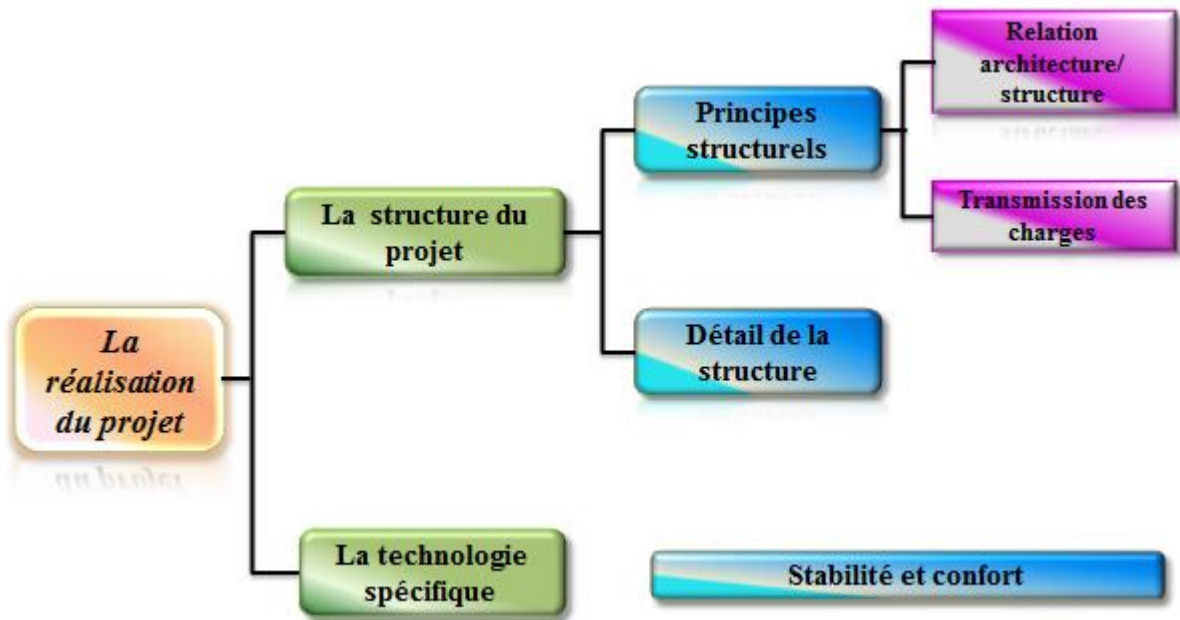 La
réalisation
du projet
La structure du
projet
La technologie
spécifique
Principes
structurels
Détail de la
structure
Stabilité et confort
Relation
architecture/
structure
Transmission des
charges